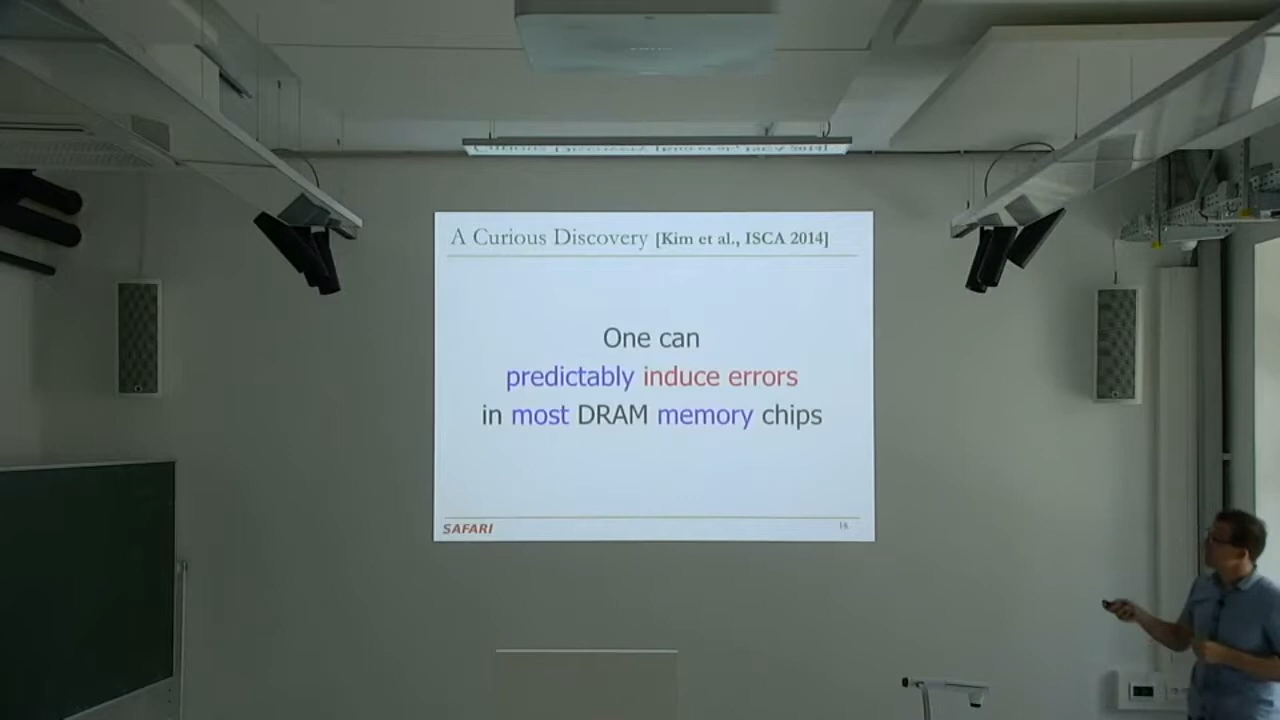 A Curious Discovery [Kim et al., ISCA 2014]
One can
predictably induce errors
in most DRAM memory chips
SAFARI